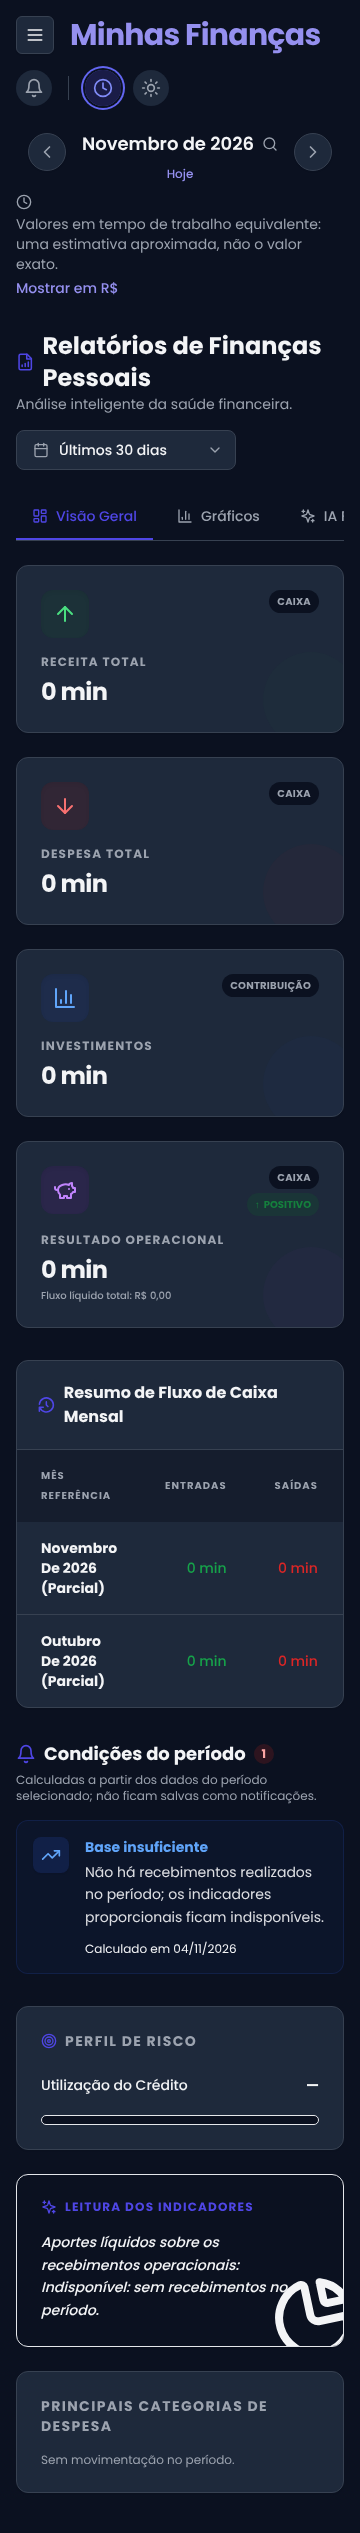 Minhas Finanças
Novembro de 2026
Hoje
Valores em tempo de trabalho equivalente:
uma estimativa aproximada, não o valor
exato.
Mostrar em R$
Relatórios de Finanças
Pessoais
Análise inteligente da saúde financeira.
Últimos 30 dias
Visão Geral
Gráficos
IA
CAIXA
RECEITA TOTAL
0 min
CAIXA
DESPESA TOTAL
0 min
CONTRIBUIÇÃO
INVESTIMENTOS
0 min
CAIXA
↑ POSITIVO
RESULTADO OPERACIONAL
0 min
Fluxo líquido total: R$ 0,00
Resumo de Fluxo de Caixa
Mensal
MÊS
REFERÊNCIA
ENTRADAS
SAÍDAS
Novembro
De 2026
(Parcial)
0 min
0 min
Outubro
De 2026
(Parcial)
0 min
0 min
Condições do período 1
Calculadas a partir dos dados do período
selecionado; não ficam salvas como notificações.
Base insuficiente
Não há recebimentos realizados
no período; os indicadores
proporcionais ficam indisponíveis.
Calculado em 04/11/2026
PERFIL DE RISCO
Utilização do Crédito —
LEITURA DOS INDICADORES
Aportes líquidos sobre os
recebimentos operacionais:
Indisponível: sem recebimentos no
período.
PRINCIPAIS CATEGORIAS DE
DESPESA
Sem movimentação no período.